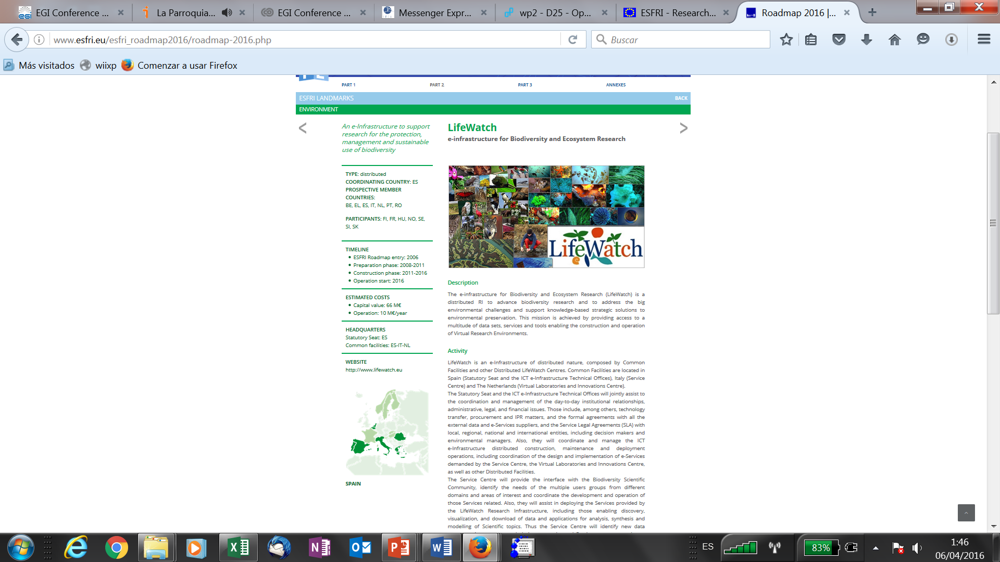 EGI Conference ...
La Parroquia...
EGI Conference ...
Messenger Expr...
wp2 - D25 - Op...
ESFRI - Research...
Roadmap 2016 |...
www.esfri.eu/esfri_roadmap2016/roadmap-2016.php
Buscar
Más visitados
wiixp
Comenzar a usar Firefox
PART 1
PART 2
PART 3
ANNEXES
ESFRI LANDMARKS
BACK
ENVIRONMENT
An e-Infrastructure to support
research for the protection,
management and sustainable
use of biodiversity
TYPE: distributed
COORDINATING COUNTRY: ES
PROSPECTIVE MEMBER
COUNTRIES:
BE, EL, ES, IT, NL, PT, RO
PARTICIPANTS: FI, FR, HU, NO, SE,
SI, SK
TIMELINE
• ESFRI Roadmap entry: 2006
• Preparation phase: 2008-2011
• Construction phase: 2011-2016
• Operation start: 2016
ESTIMATED COSTS
• Capital value: 66 M€
• Operation: 10 M€/year
HEADQUARTERS
Statutory Seat: ES
Common facilities: ES-IT-NL
WEBSITE
http://www.lifewatch.eu
SPAIN
LifeWatch
e-infrastructure for Biodiversity and Ecosystem Research
LifeWatch
Description
The e-infrastructure for Biodiversity and Ecosystem Research (LifeWatch) is a
distributed RI to advance biodiversity research and to address the big
environmental challenges and support knowledge-based strategic solutions to
environmental preservation. This mission is achieved by providing access to a
multitude of data sets, services and tools enabling the construction and operation
of Virtual Research Environments.
Activity
LifeWatch is an e-Infrastructure of distributed nature, composed by Common
Facilities and other Distributed LifeWatch Centres. Common Facilities are located in
Spain (Statutory Seat and the ICT e-Infrastructure Technical Offices), Italy (Service
Centre) and The Netherlands (Virtual Laboratories and Innovations Centre).
The Statutory Seat and the ICT e-Infrastructure Technical Offices will jointly assist to
the coordination and management of the day-to-day institutional relationships,
administrative, legal, and financial issues. Those include, among others, technology
transfer, procurement and IPR matters, and the formal agreements with all the
external data and e-Services suppliers, and the Service Legal Agreements (SLA) with
local, regional, national and international entities, including decision makers and
environmental managers. Also, they will coordinate and manage the ICT
e-Infrastructure distributed construction, maintenance and deployment
operations, including coordination of the design and implementation of e-Services
demanded by the Service Centre, the Virtual Laboratories and Innovations Centre,
as well as other Distributed Facilities.
The Service Centre will provide the interface with the Biodiversity Scientific
Community, identify the needs of the multiple users groups from different
domains and areas of interest and coordinate the development and operation of
those Services related. Also, they will assist in deploying the Services provided by
the LifeWatch Research Infrastructure, including those enabling discovery,
visualization, and download of data and applications for analysis, synthesis and
modelling of Scientific topics. Thus the Service Centre will identify new data
ES
83%
1:46
06/04/2016